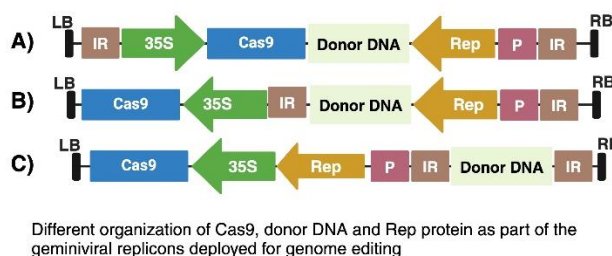 LB RB
A) IR 35S Cas9 Donor DNA Rep P IR
LB RB
B) Cas9 35S IR Donor DNA Rep P IR
LB
C) Cas9 35S Rep P IR Donor DNA IR
Different organization of Cas9, donor DNA and Rep protein as part of the
geminiviral replicons deployed for genome editing